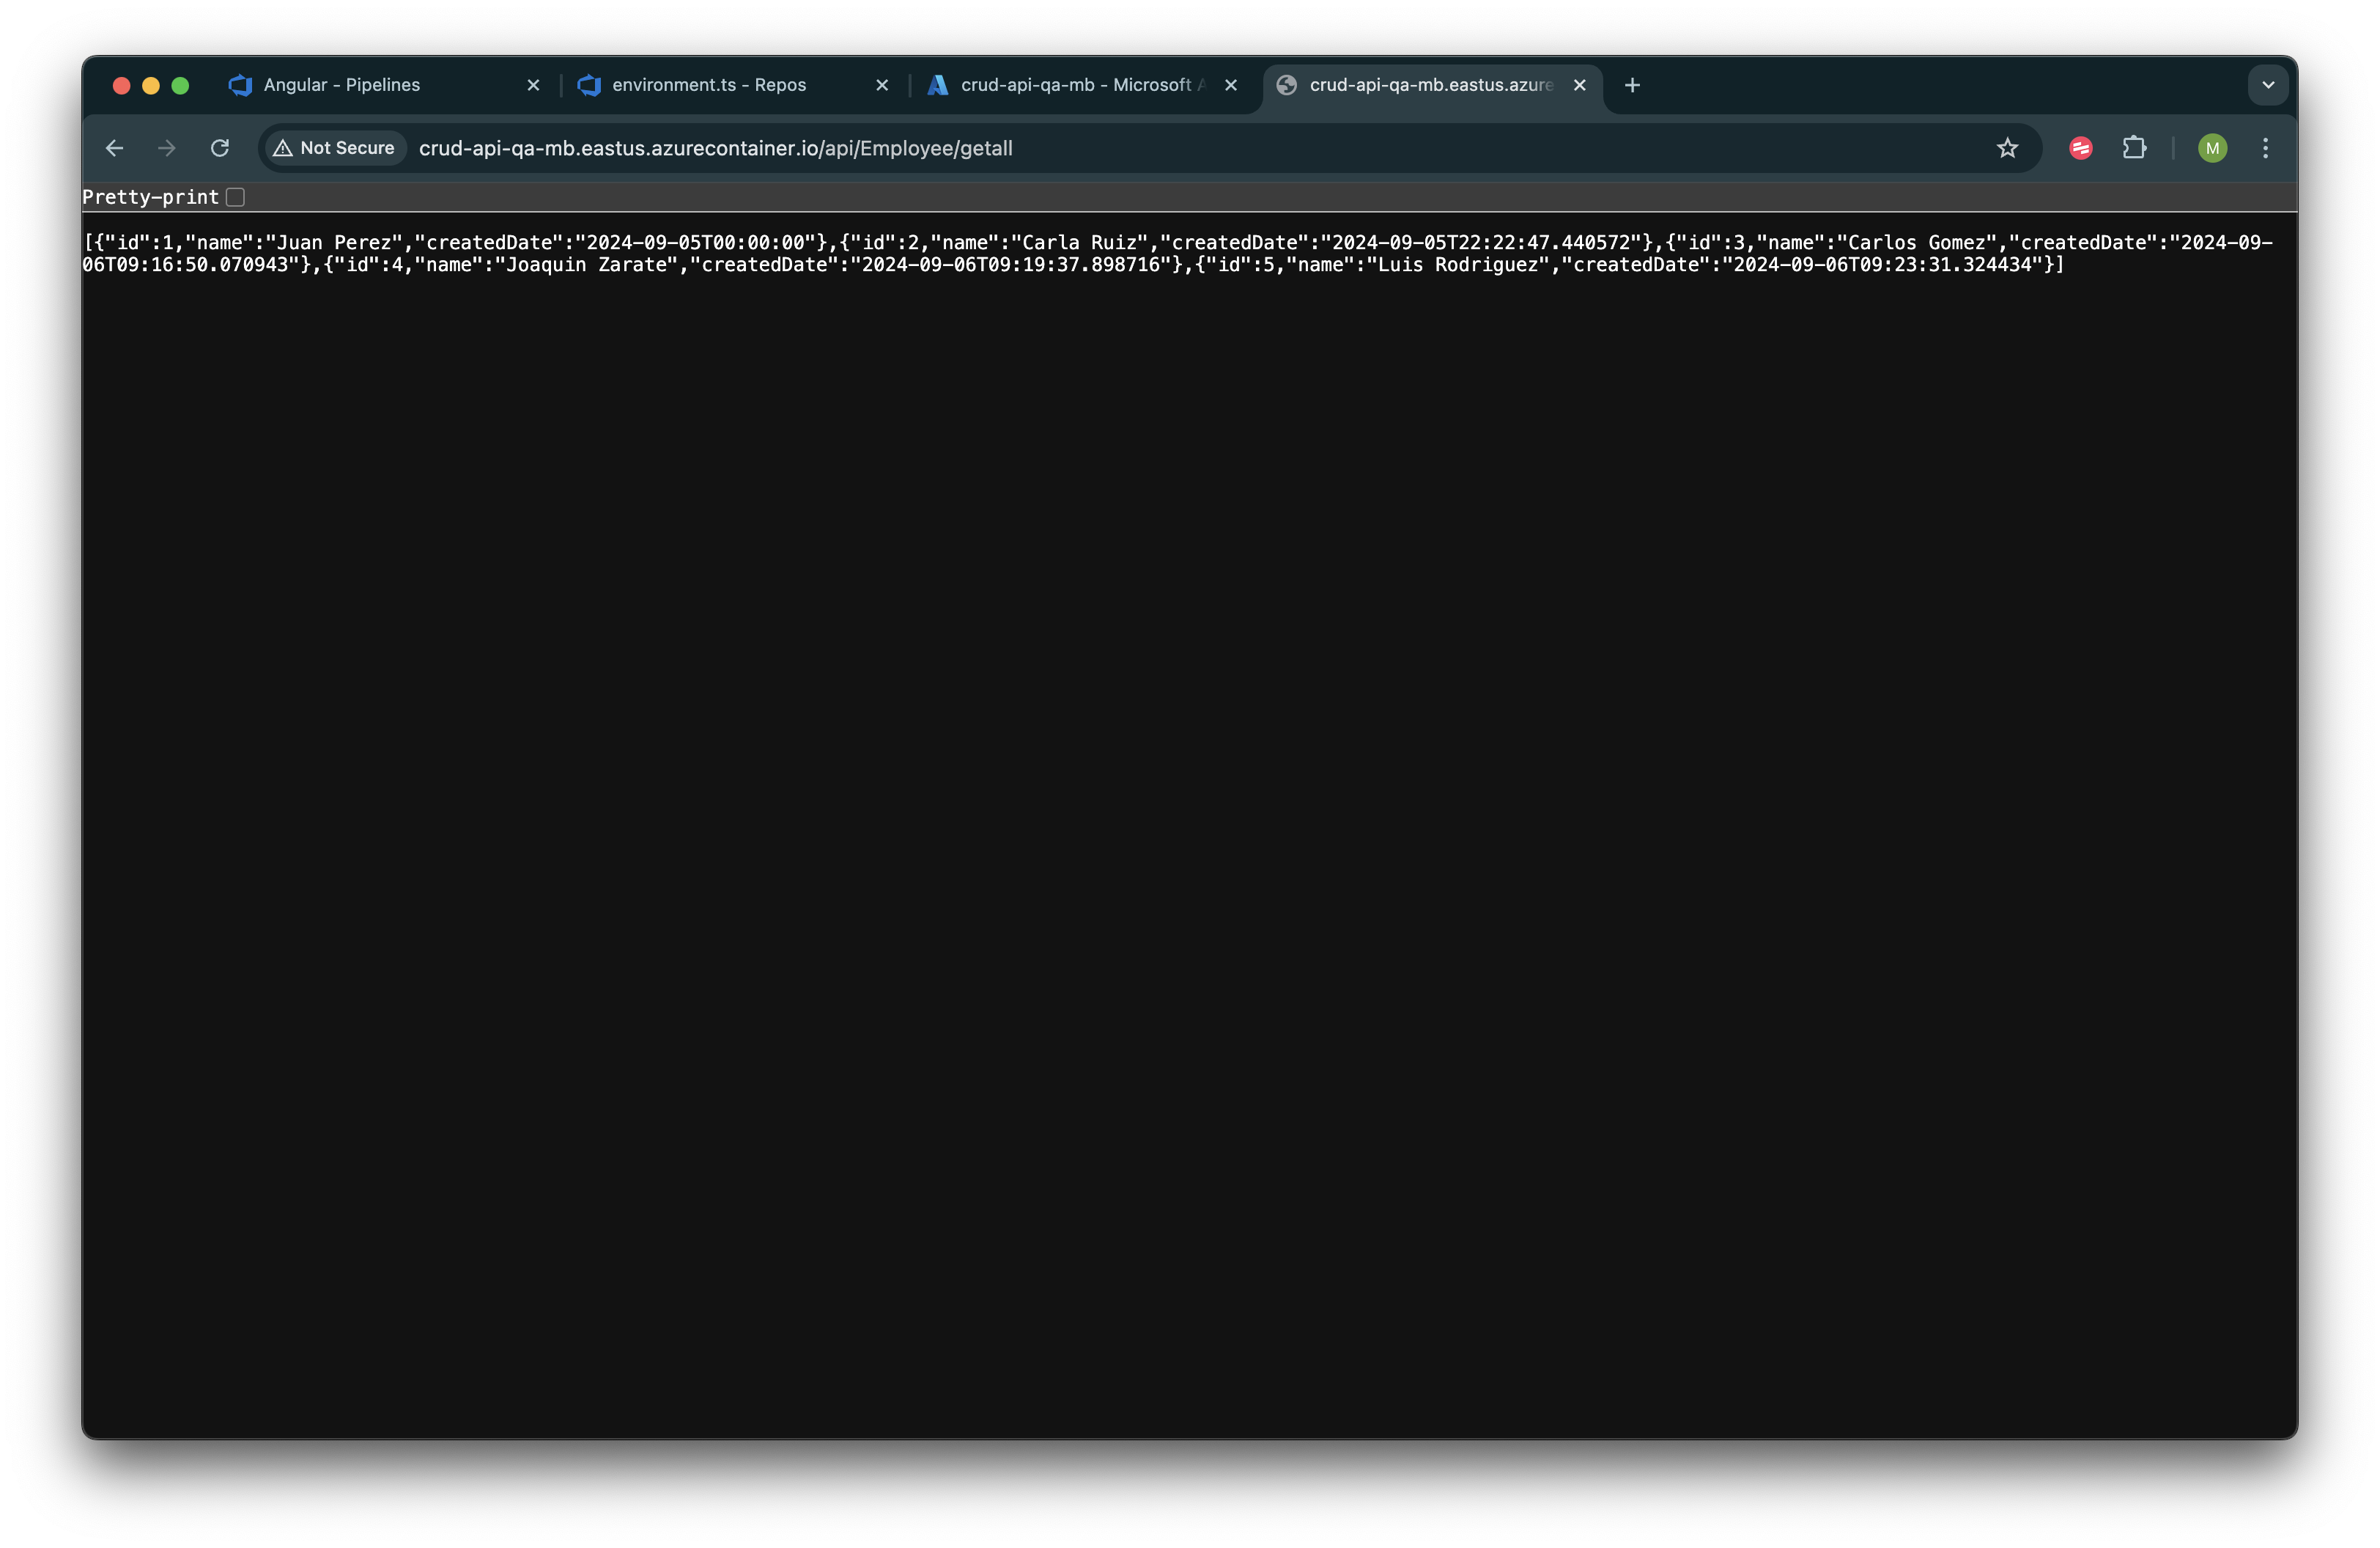 Angular - Pipelines
environment.ts - Repos
crud-api-qa-mb - Microsoft A
crud-api-qa-mb.eastus.azure
Not Secure
crud-api-qa-mb.eastus.azurecontainer.io/api/Employee/getall
M
Pretty-print
[{"id":1,"name":"Juan Perez","createdDate":"2024-09-05T00:00:00"},{"id":2,"name":"Carla Ruiz","createdDate":"2024-09-05T22:22:47.440572"},{"id":3,"name":"Carlos Gomez","createdDate":"2024-09-
06T09:16:50.070943"},{"id":4,"name":"Joaquin Zarate","createdDate":"2024-09-06T09:19:37.898716"},{"id":5,"name":"Luis Rodriguez","createdDate":"2024-09-06T09:23:31.324434"}]